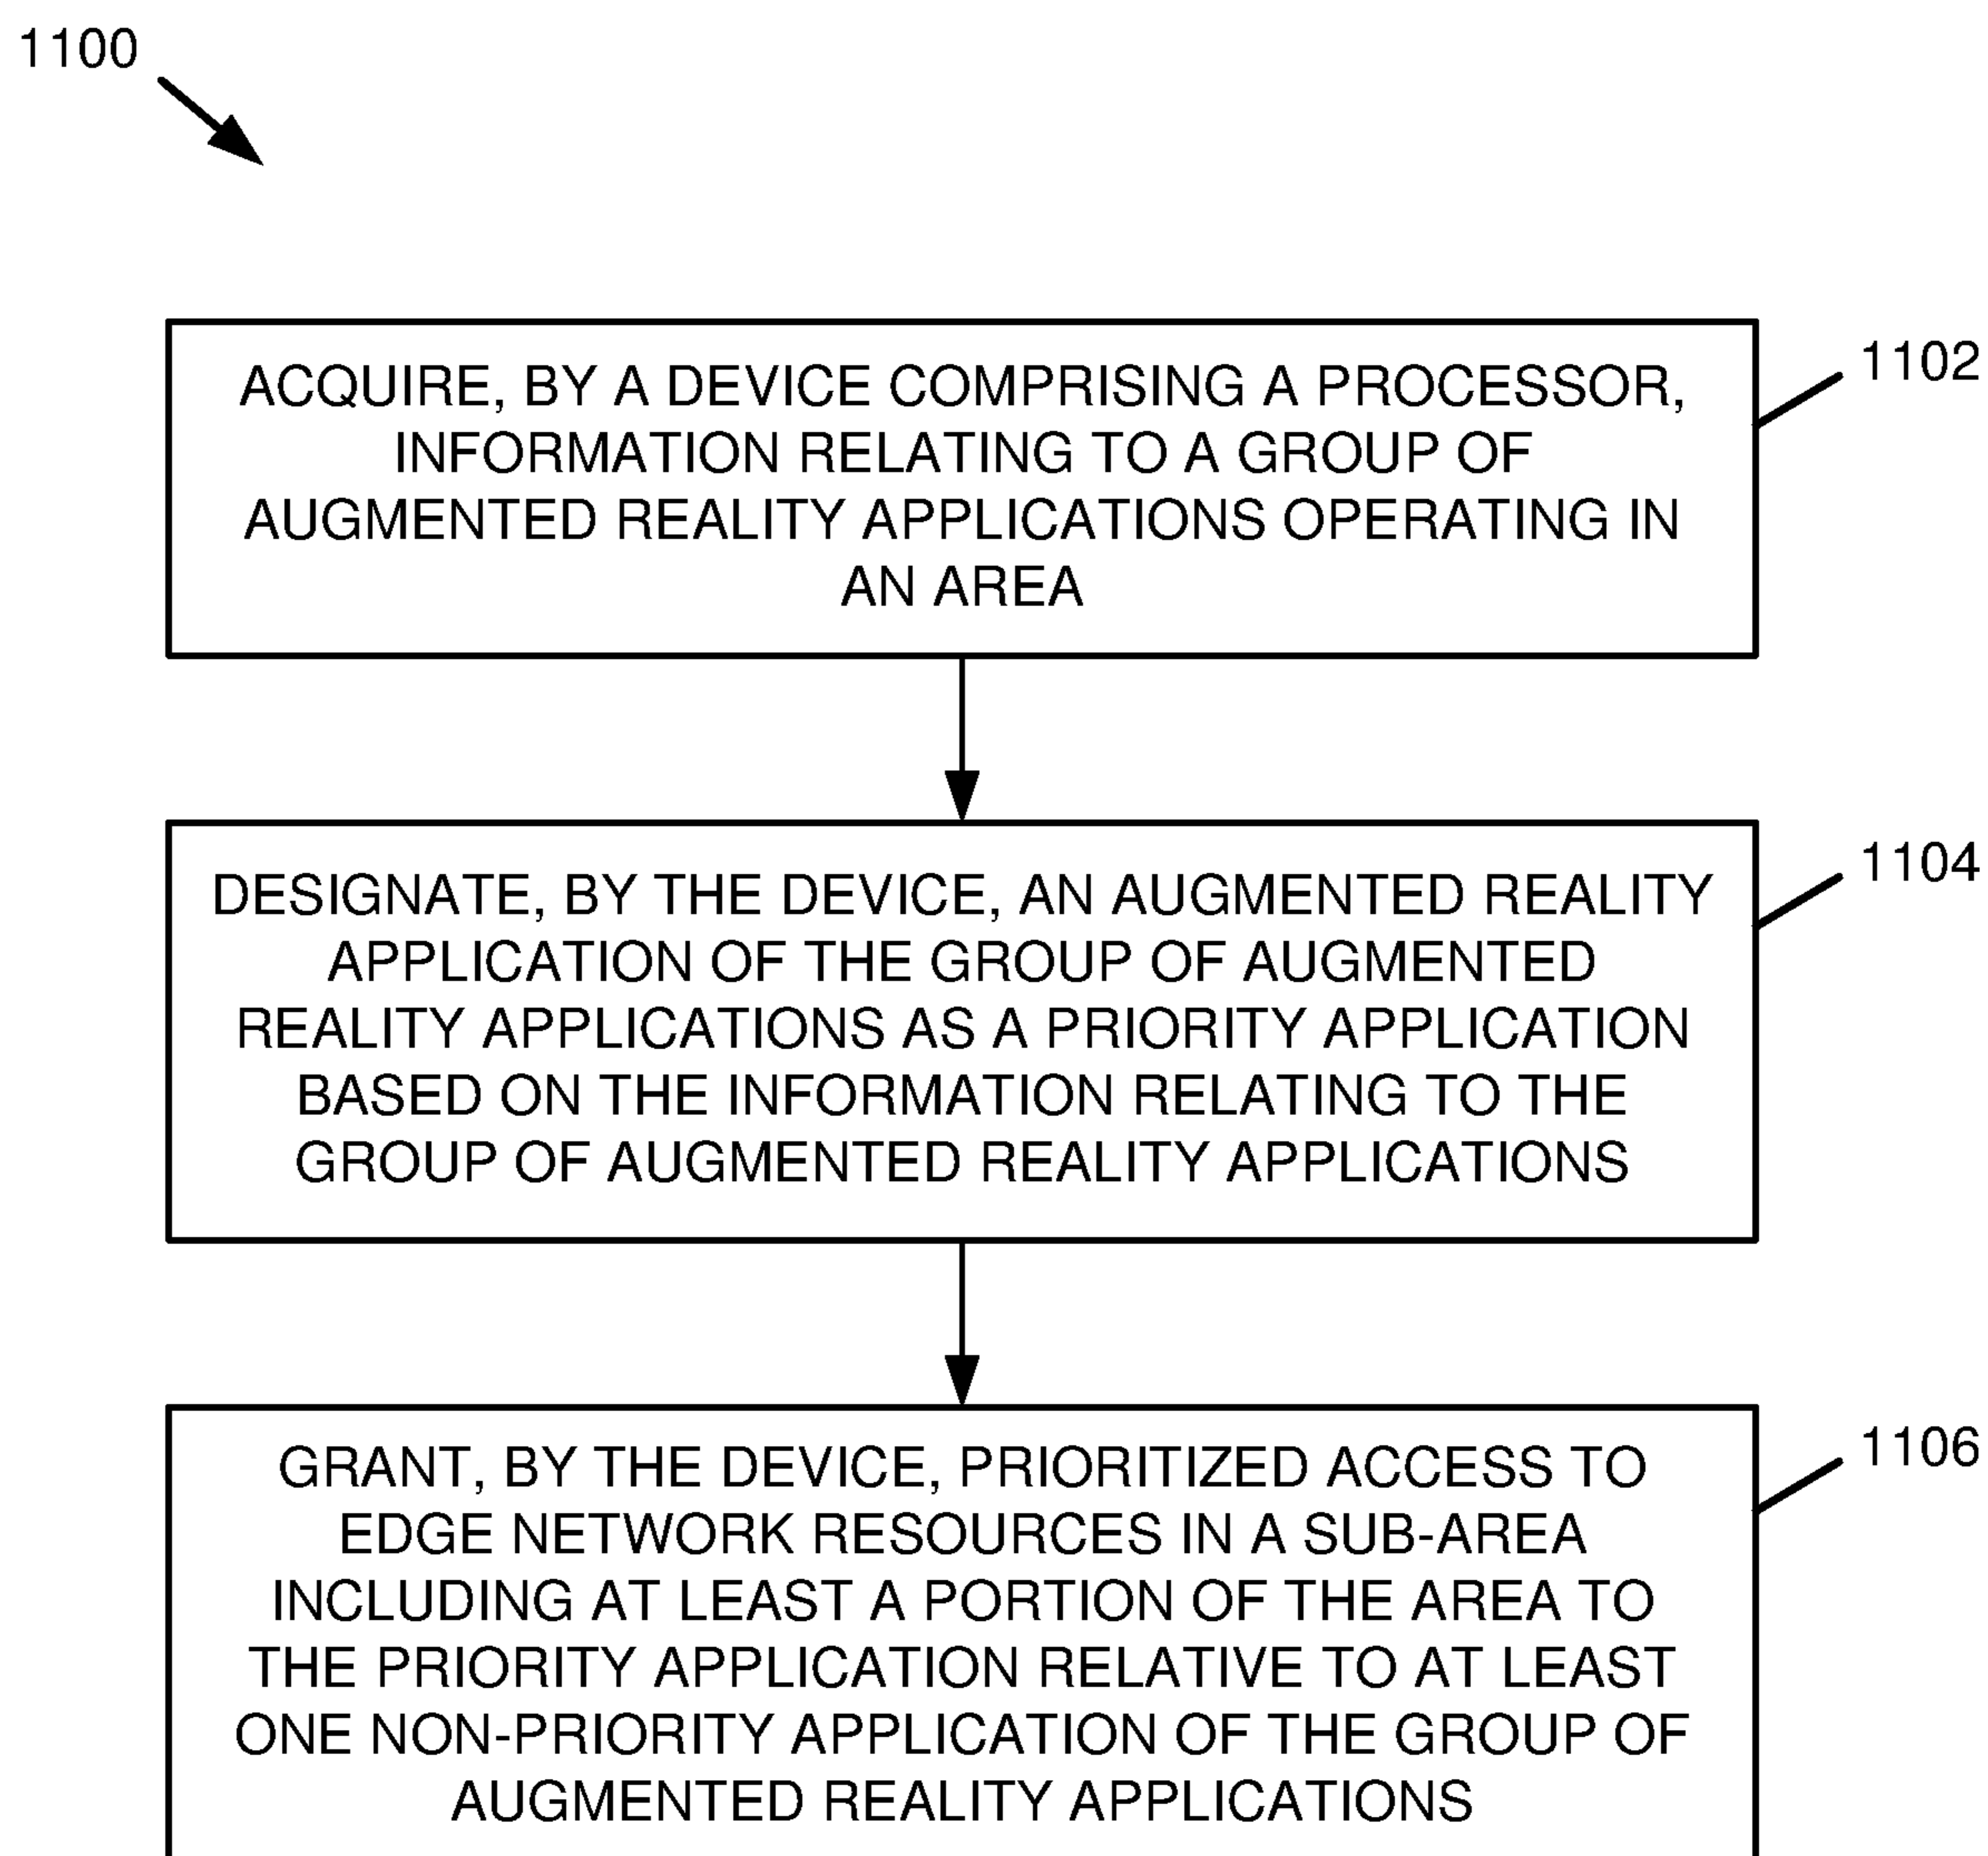 1100
ACQUIRE, BY A DEVICE COMPRISING A PROCESSOR,
INFORMATION RELATING TO A GROUP OF
AUGMENTED REALITY APPLICATIONS OPERATING IN
AN AREA
1102
DESIGNATE, BY THE DEVICE, AN AUGMENTED REALITY
APPLICATION OF THE GROUP OF AUGMENTED
REALITY APPLICATIONS AS A PRIORITY APPLICATION
BASED ON THE INFORMATION RELATING TO THE
GROUP OF AUGMENTED REALITY APPLICATIONS
1104
GRANT, BY THE DEVICE, PRIORITIZED ACCESS TO
EDGE NETWORK RESOURCES IN A SUB-AREA
INCLUDING AT LEAST A PORTION OF THE AREA TO
THE PRIORITY APPLICATION RELATIVE TO AT LEAST
ONE NON-PRIORITY APPLICATION OF THE GROUP OF
AUGMENTED REALITY APPLICATIONS
1106